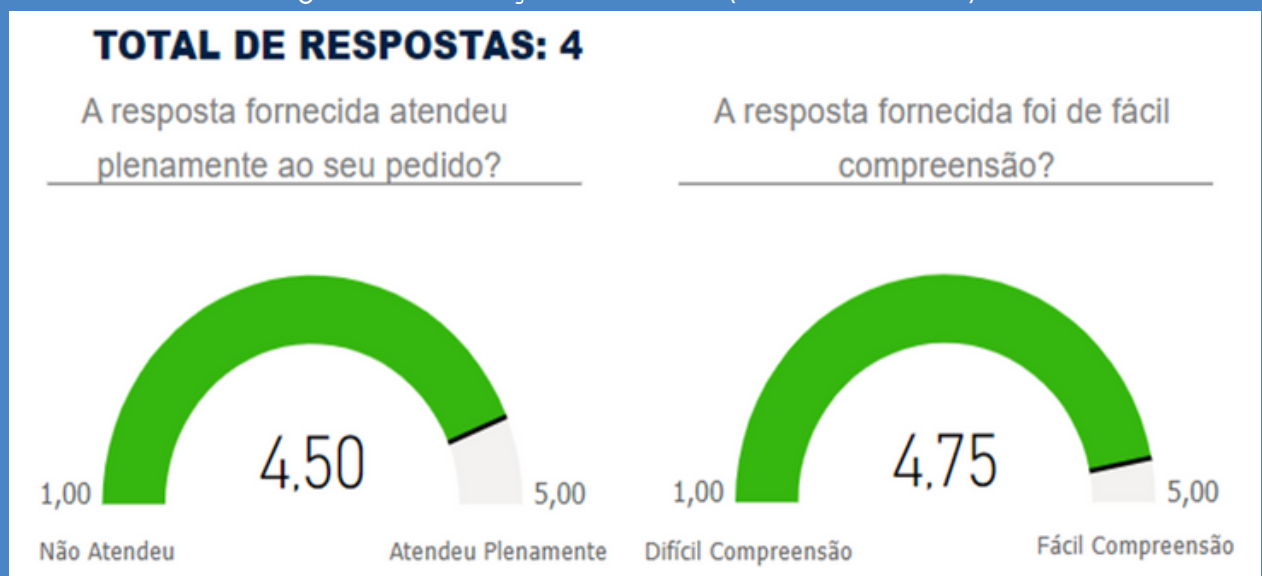 TOTAL DE RESPOSTAS: 4
A resposta fornecida atendeu
plenamente ao seu pedido?
A resposta fornecida foi de fácil
compreensão?
4,50
1,00
5,00
Não Atendeu
Atendeu Plenamente
4,75
1,00
5,00
Difícil Compreensão
Fácil Compreensão